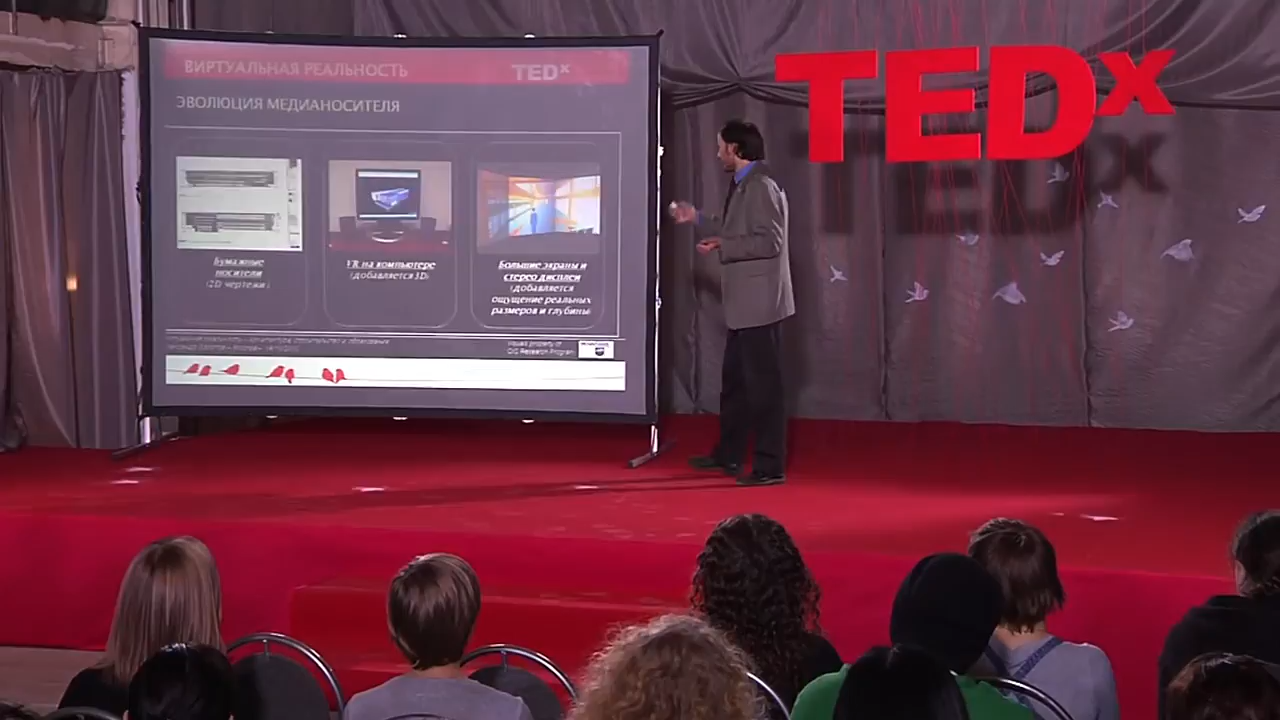 ВИРТУАЛЬНАЯ РЕАЛЬНОСТЬ
TEDx
ЭВОЛЮЦИЯ МЕДИАНОСИТЕЛЯ
Бумажные
носители
(2D чертежи)
VR на компьютере
(добавляется 3D)
Большие экраны и
стерео дисплеи
(добавляется
ощущение реальных
размеров и глубины)
TEDx